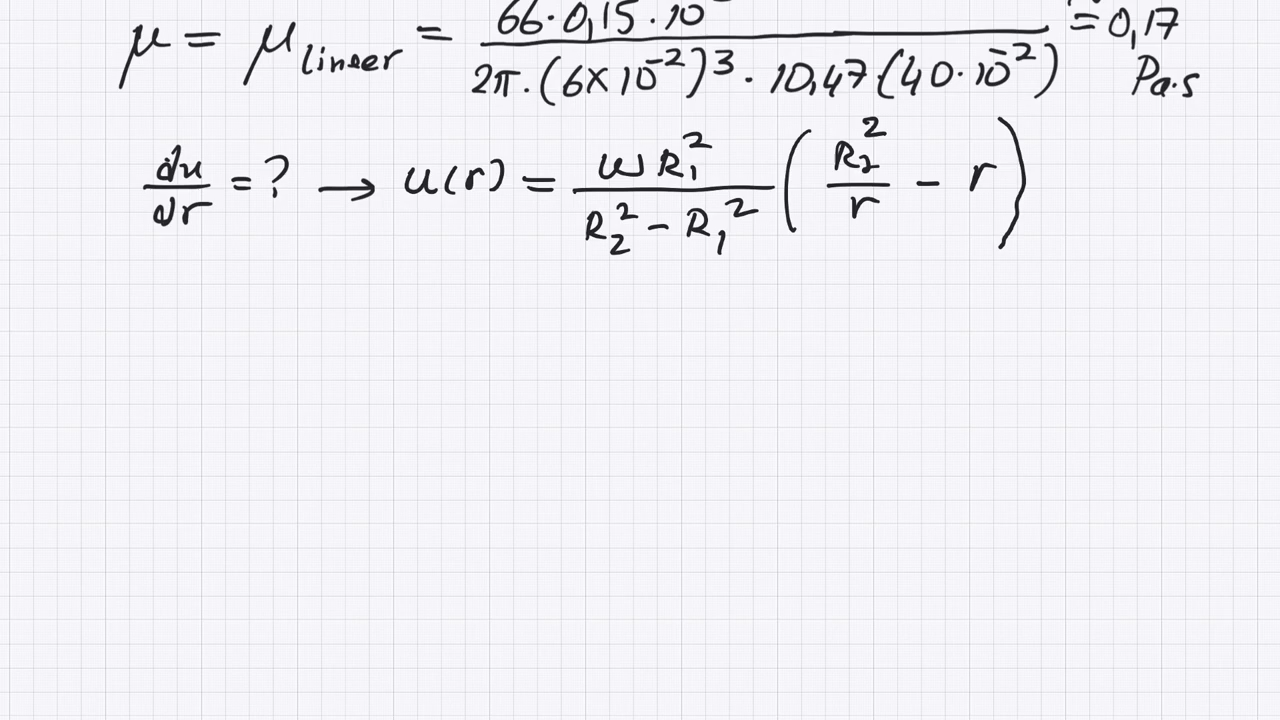 μ = μ_lineer = 66·0,15·10 / 2π·(6×10^-2)^3 · 10,47(40·10^-2) = 0,17 Pa.s
du/dr = ? → u(r) = ωR₁² / R₂² − R₁² ( R₂²/r − r )